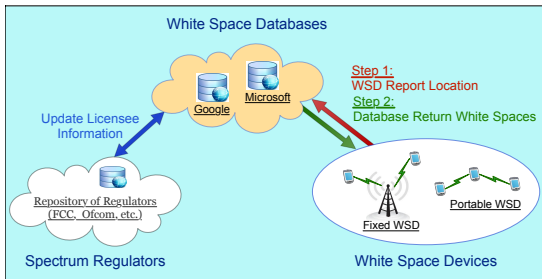 White Space Databases
Google
Microsoft
Step 1:
WSD Report Location
Step 2:
Database Return White Spaces
Update Licensee
Information
Repository of Regulators
(FCC, Ofcom, etc.)
Fixed WSD
Portable WSD
Spectrum Regulators
White Space Devices